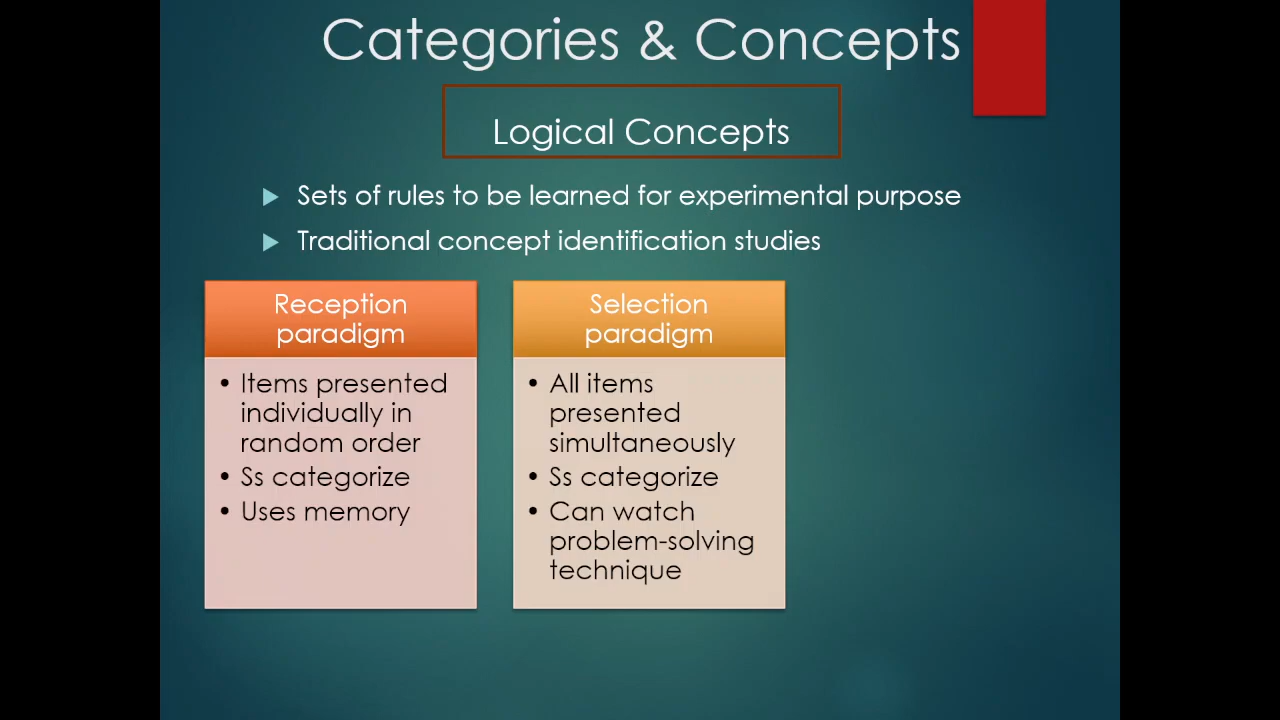 Categories & Concepts
Logical Concepts
Sets of rules to be learned for experimental purpose
Traditional concept identification studies
Reception
paradigm
• Items presented
individually in
random order
• Ss categorize
• Uses memory
Selection
paradigm
• All items
presented
simultaneously
• Ss categorize
• Can watch
problem-solving
technique